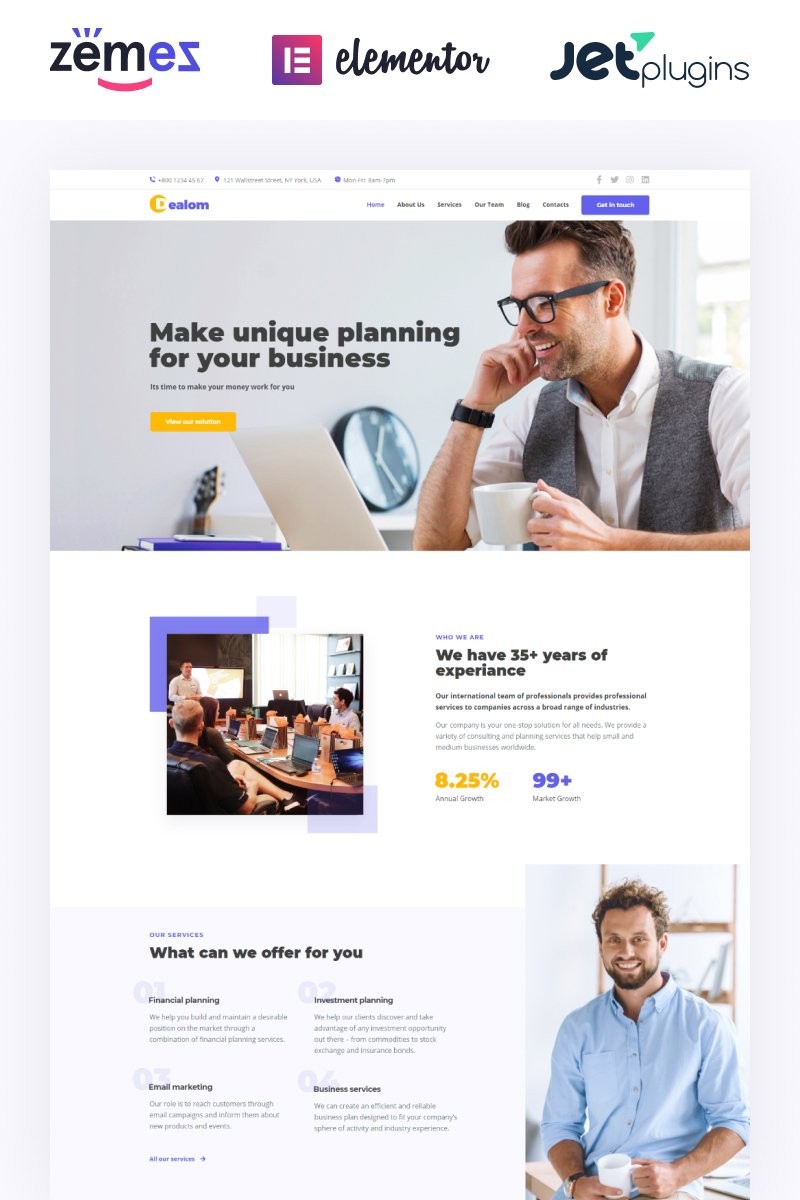 zemes
elementor
Jetplugins
+800 1234 45 67 121 Wallstreet Street, NY York, USA Mon-Fri: 8am-7pm
Dealom
Home About Us Services Our Team Blog Contacts Get in touch
Make unique planning
for your business
Its time to make your money work for you
View our solution
WHO WE ARE
We have 35+ years of
experiance
Our international team of professionals provides professional
services to companies across a broad range of industries.
Our company is your one-stop solution for all needs. We provide a
variety of consulting and planning services that help small and
medium businesses worldwide.
8.25% 99+
Annual Growth Market Growth
OUR SERVICES
What can we offer for you
01
Financial planning
We help you build and maintain a desirable
position on the market through a
combination of financial planning services.
02
Investment planning
We help our clients discover and take
advantage of any investment opportunity
out there – from commodities to stock
exchange and insurance bonds.
03
Email marketing
Our role is to reach customers through
email campaigns and inform them about
new products and events.
04
Business services
We can create an efficient and reliable
business plan designed to fit your company's
sphere of activity and industry experience.
All our services